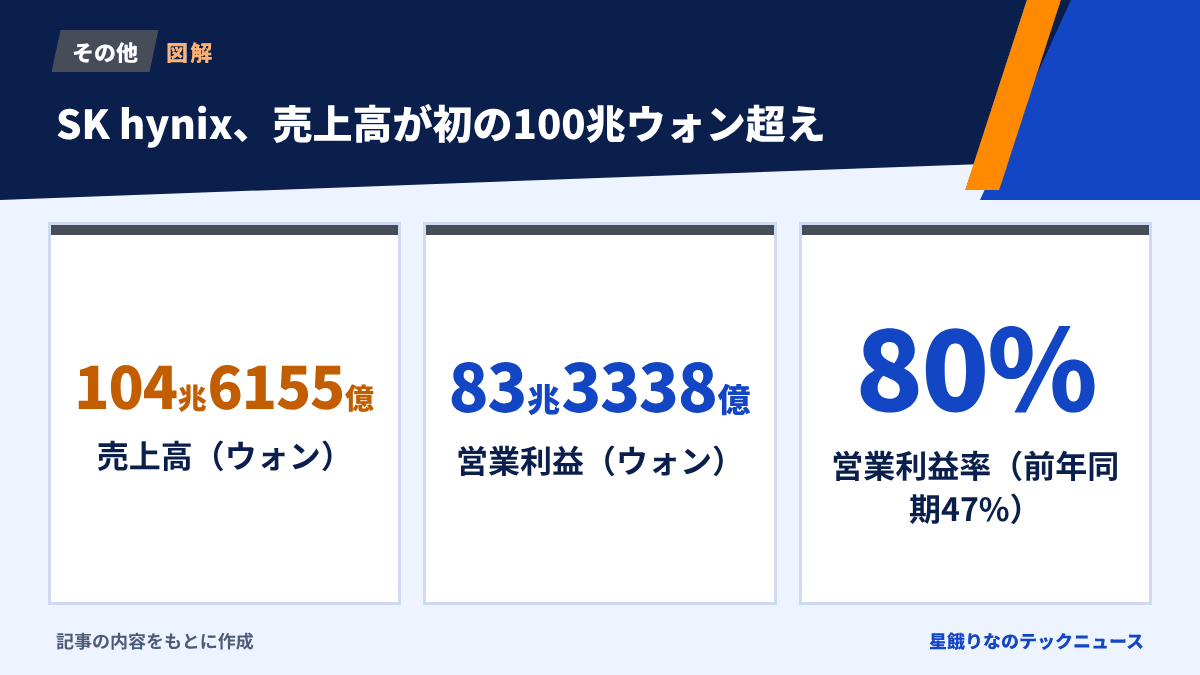 その他 図解
SK hynix、売上高が初の100兆ウォン超え
104兆6155億
売上高（ウォン）
83兆3338億
営業利益（ウォン）
80%
営業利益率（前年同
期47%）
記事の内容をもとに作成
星餓りなのテックニュース